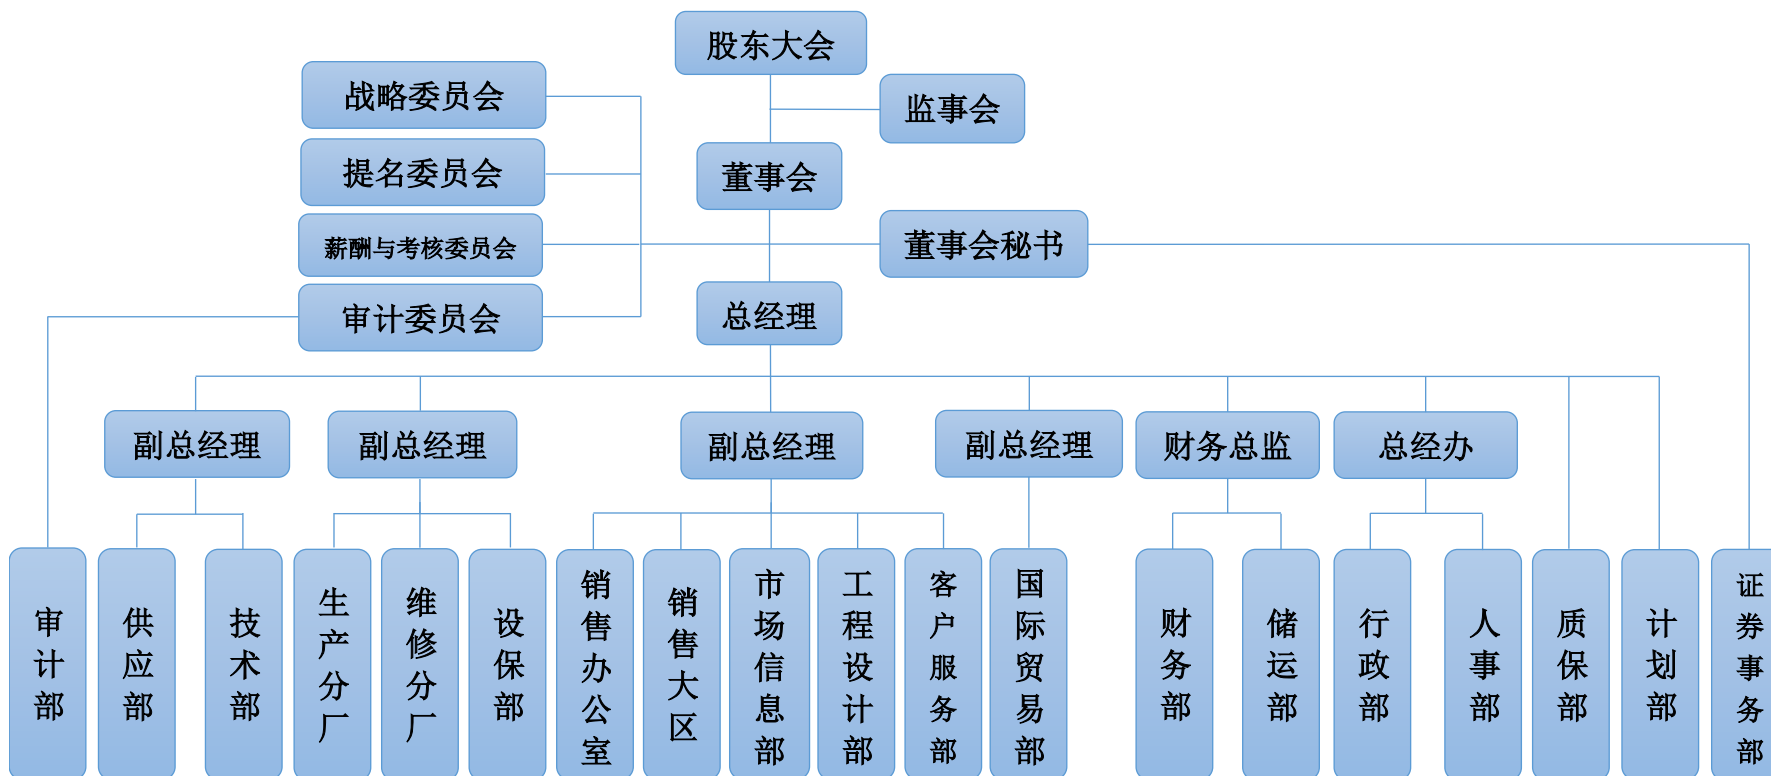 股东大会
战略委员会
监事会
提名委员会
董事会
薪酬与考核委员会
董事会秘书
审计委员会
总经理
副总经理
副总经理
副总经理
副总经理
财务总监
总经办
审计部
供应部
技术部
生产分厂
维修分厂
设保部
销售办公室
销售大区
市场信息部
工程设计部
客户服务部
国际贸易部
财务部
储运部
行政部
人事部
质保部
计划部
证券事务部